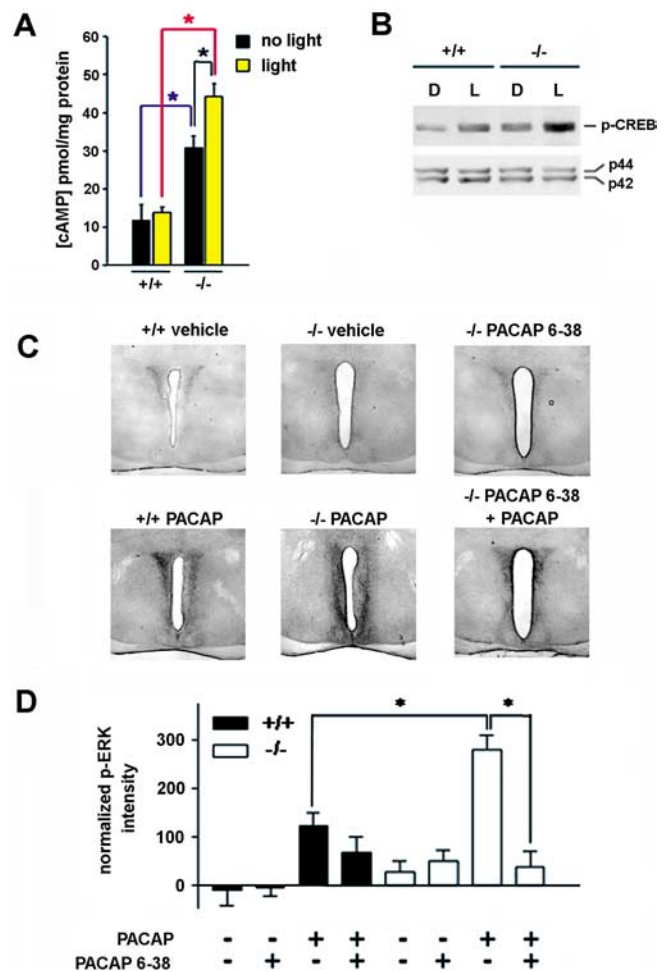 A
no light
light
*
*
*
[cAMP] pmol/mg protein
60
50
40
30
20
10
0
+/+
-/-
B
+/+
-/-
D L D L
p-CREB
p44
p42
C
+/+ vehicle
-/- vehicle
-/- PACAP 6-38
+/+ PACAP
-/- PACAP
-/- PACAP 6-38
+ PACAP
D
+/+
-/-
*
*
normalized p-ERK
intensity
300
200
100
0
PACAP - - + + - - + +
PACAP 6-38 - + - + - + - +